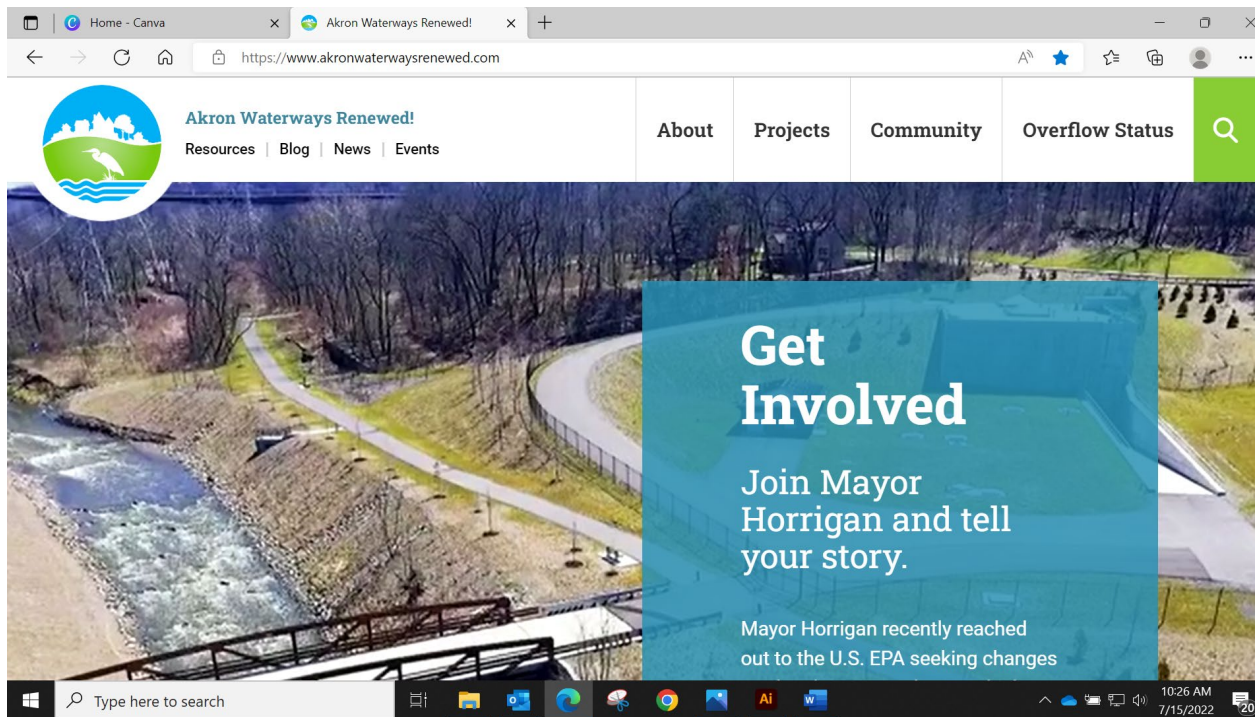 Home - Canva
Akron Waterways Renewed!
https://www.akronwaterwaysrenewed.com
Akron Waterways Renewed!
Resources | Blog | News | Events
About
Projects
Community
Overflow Status
Get
Involved
Join Mayor
Horrigan and tell
your story.
Mayor Horrigan recently reached
out to the U.S. EPA seeking changes
Type here to search
10:26 AM
7/15/2022
20